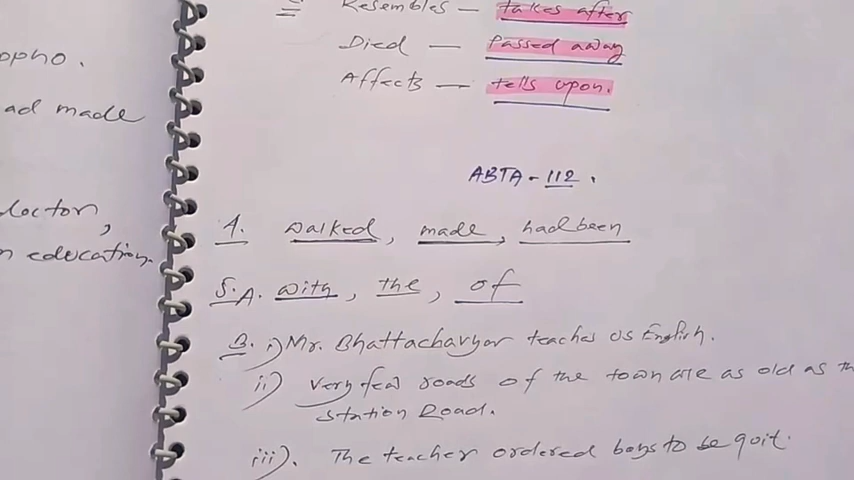 opho.
ad made
doctor,
n education.
Resembles — takes after
Died — Passed away
Affects — tells upon.
ABTA - 112.
4. walked, made, had been
5. A. with, the, of
B. i) Mr. Bhattacharyar teaches us English.
ii) Very few roads of the town are as old as th
Station Road.
iii). The teacher ordered boys to be quit.